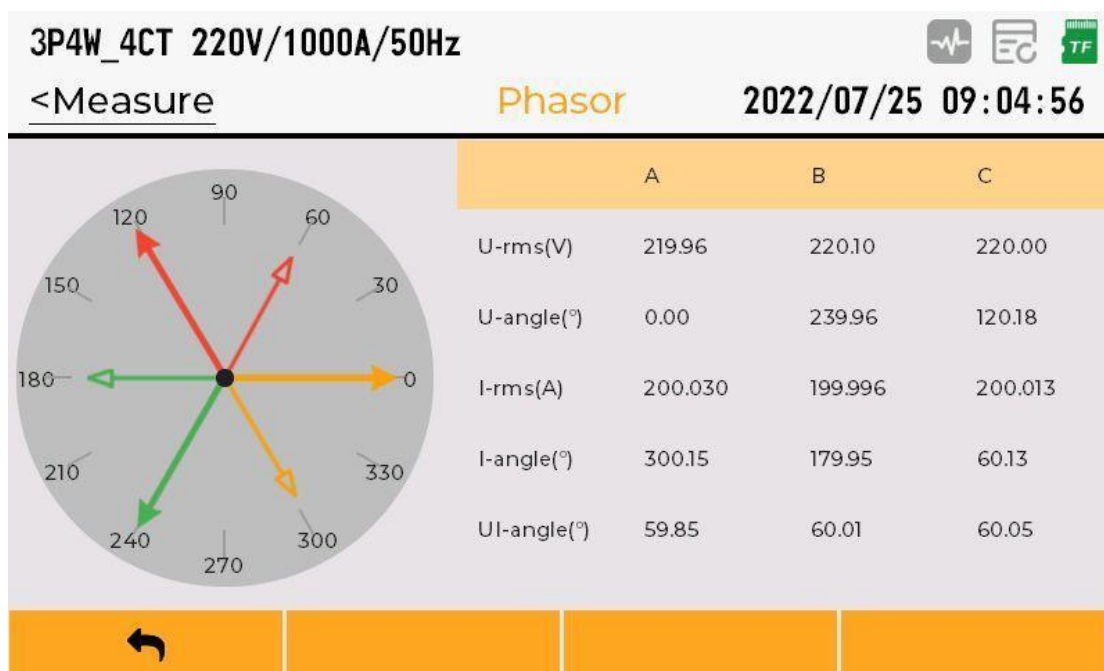 3P4W_4CT 220V/1000A/50Hz
TF
<Measure Phasor 2022/07/25 09:04:56
A B C
U-rms(V) 219.96 220.10 220.00
U-angle(°) 0.00 239.96 120.18
I-rms(A) 200.030 199.996 200.013
I-angle(°) 300.15 179.95 60.13
UI-angle(°) 59.85 60.01 60.05
90
120 60
150 30
180 0
210 330
240 300
270